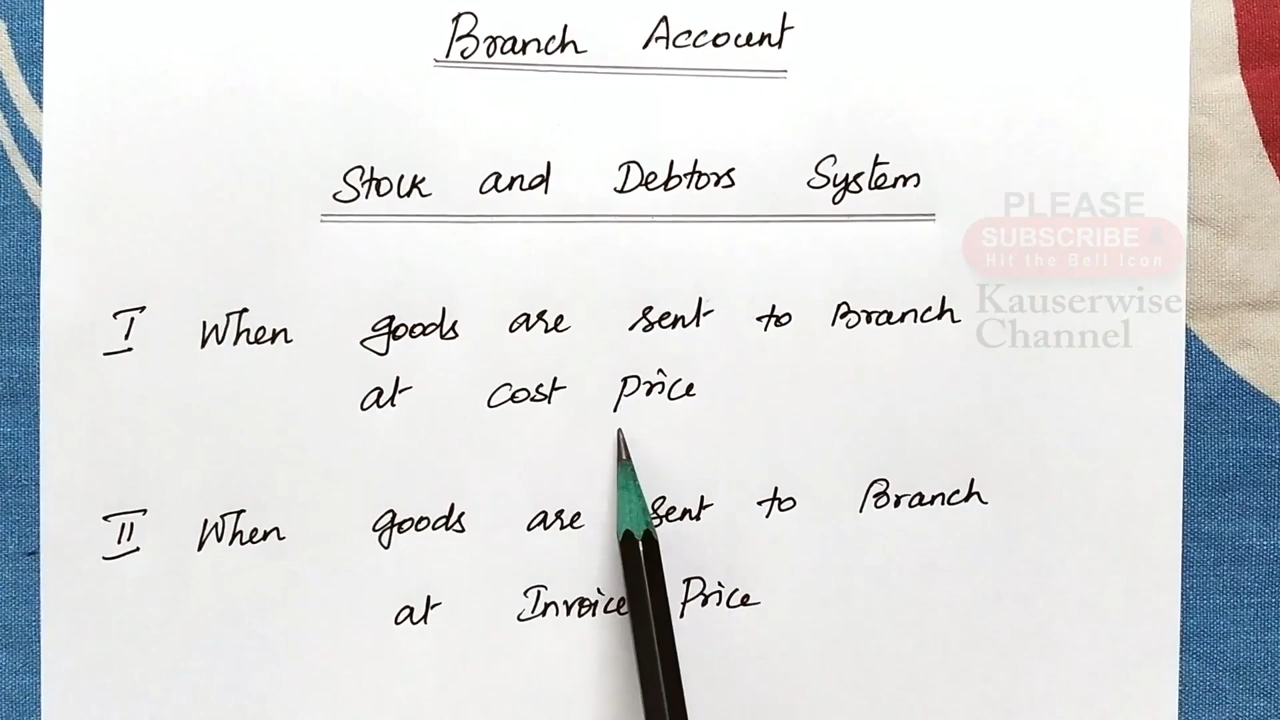 Branch Account
Stock and Debtors System
PLEASE
SUBSCRIBE
Hit the Bell Icon
Kauserwise
Channel
I When goods are sent to Branch
at cost price
II When goods are sent to Branch
at Invoice Price